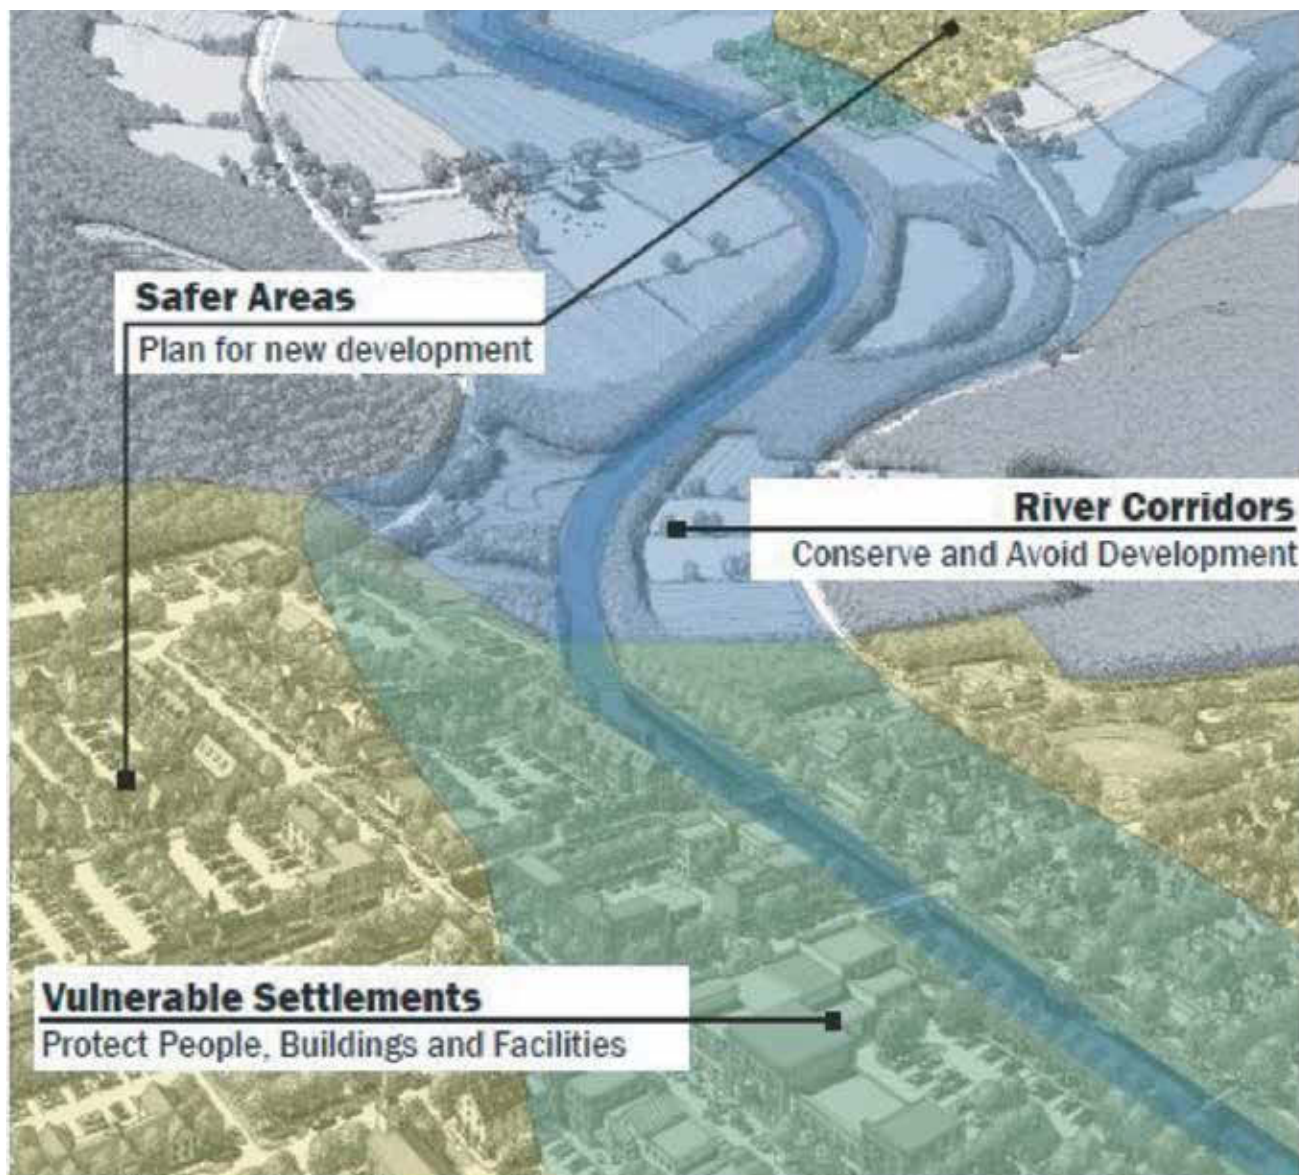 Safer Areas
Plan for new development
River Corridors
Conserve and Avoid Development
Vulnerable Settlements
Protect People, Buildings and Facilities